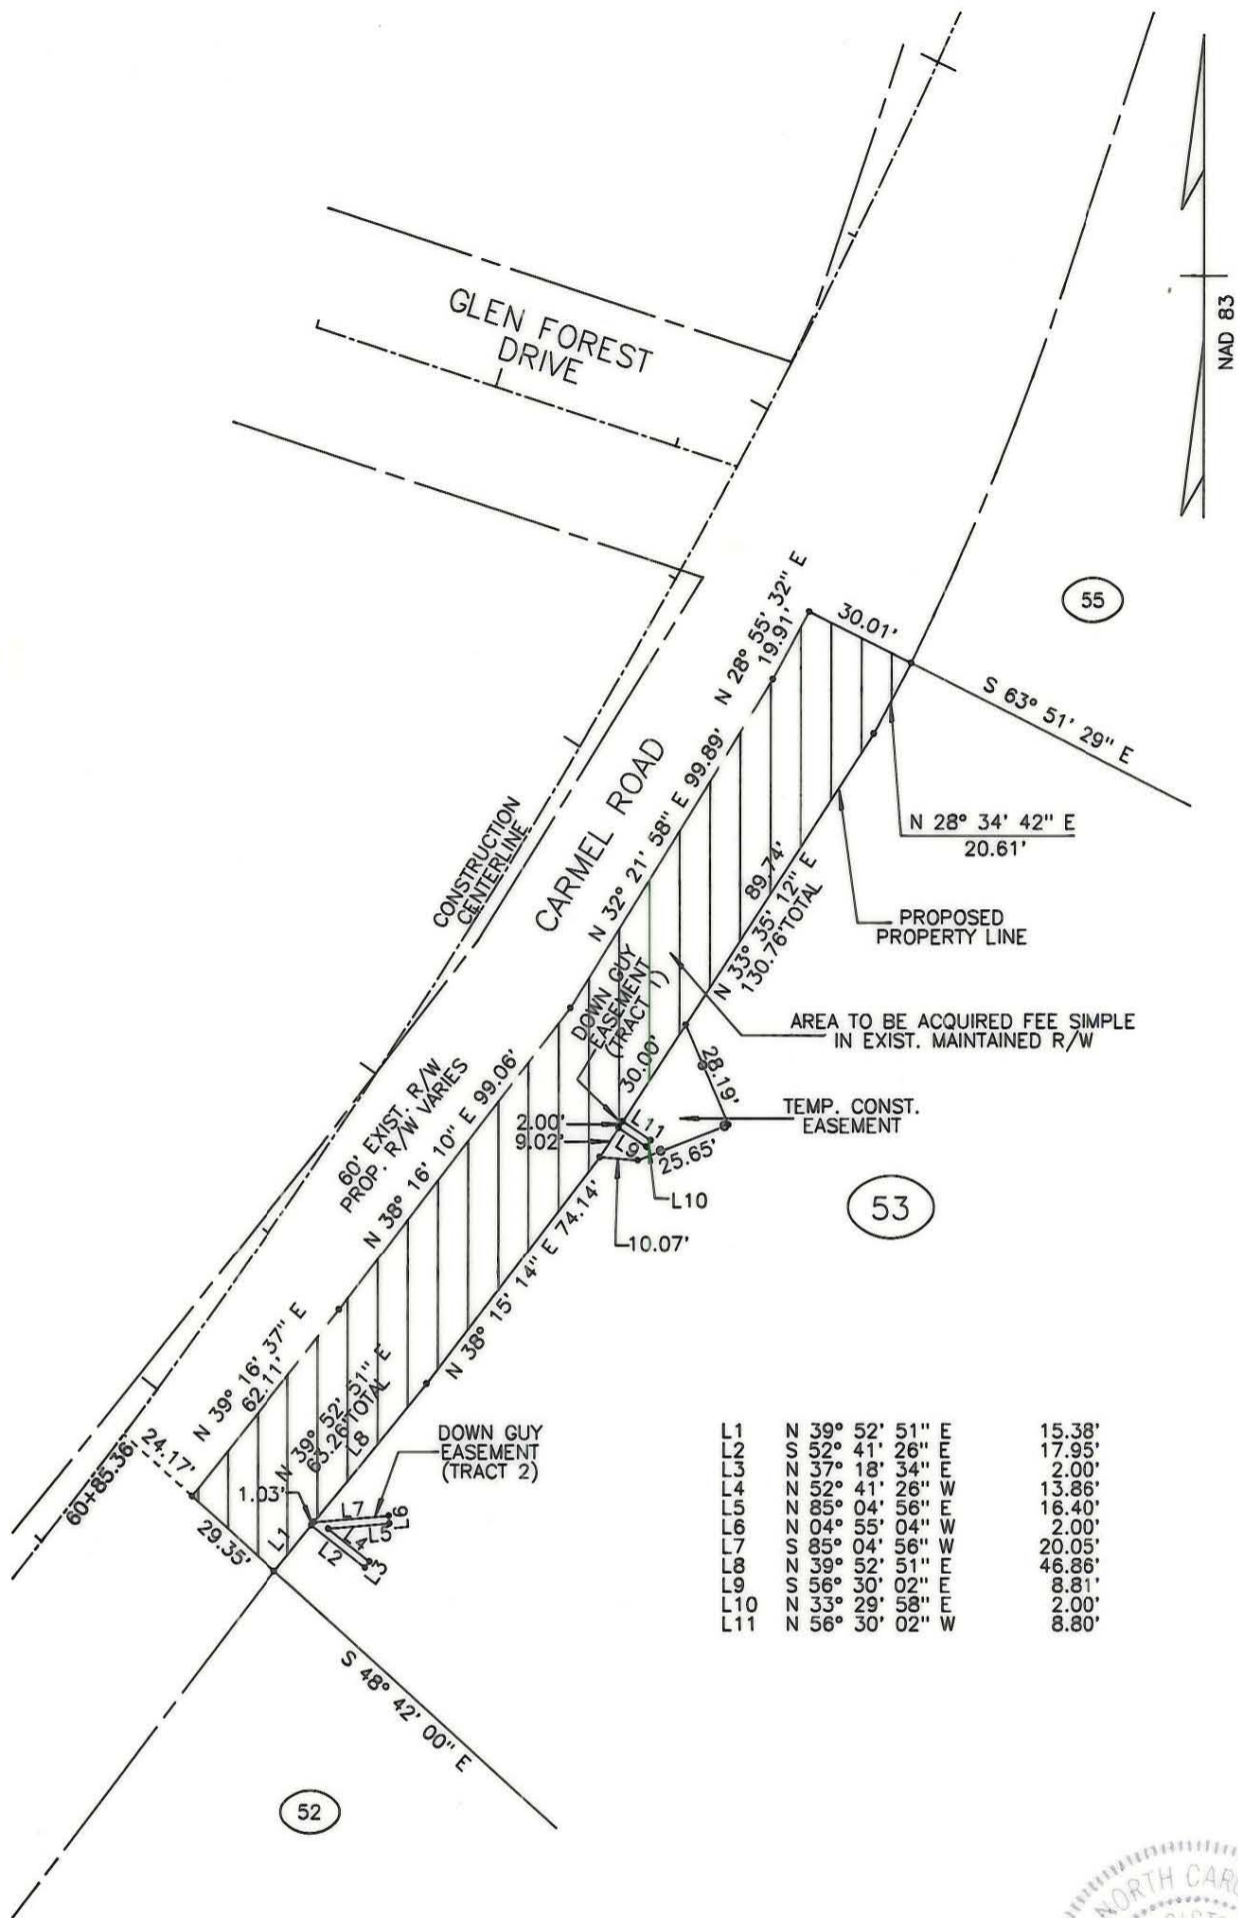 GLEN FOREST
DRIVE
NAD 83
55
N 28° 55' 32" E
19.91'
30.01'
S 63° 51' 29" E
N 28° 34' 42" E
20.61'
CONSTRUCTION
CENTERLINE
CARMEL ROAD
N 32° 21' 58" E 99.89'
89.74'
N 33° 35' 12" E
130.76' TOTAL
PROPOSED
PROPERTY LINE
DOWN GUY
EASEMENT
(TRACT 1)
AREA TO BE ACQUIRED FEE SIMPLE
IN EXIST. MAINTAINED R/W
30.00'
28.19'
TEMP. CONST.
EASEMENT
60' EXIST. R/W
PROP. R/W VARIES
N 38° 16' 10" E 99.06'
2.00'
9.02'
L11
L9
25.65'
L10
10.07'
53
N 38° 15' 14" E 74.14'
N 39° 16' 37" E
62.11'
N 39° 52' 51" E
63.26' TOTAL
L8
DOWN GUY
EASEMENT
(TRACT 2)
24.17'
60+85.36
1.03'
29.35'
L1
L7
L6
L5
L4
L2
L3
L1 N 39° 52' 51" E 15.38'
L2 S 52° 41' 26" E 17.95'
L3 N 37° 18' 34" E 2.00'
L4 N 52° 41' 26" W 13.86'
L5 N 85° 04' 56" E 16.40'
L6 N 04° 55' 04" W 2.00'
L7 S 85° 04' 56" W 20.05'
L8 N 39° 52' 51" E 46.86'
L9 S 56° 30' 02" E 8.81'
L10 N 33° 29' 58" E 2.00'
L11 N 56° 30' 02" W 8.80'
S 48° 42' 00" E
52
NORTH CARO